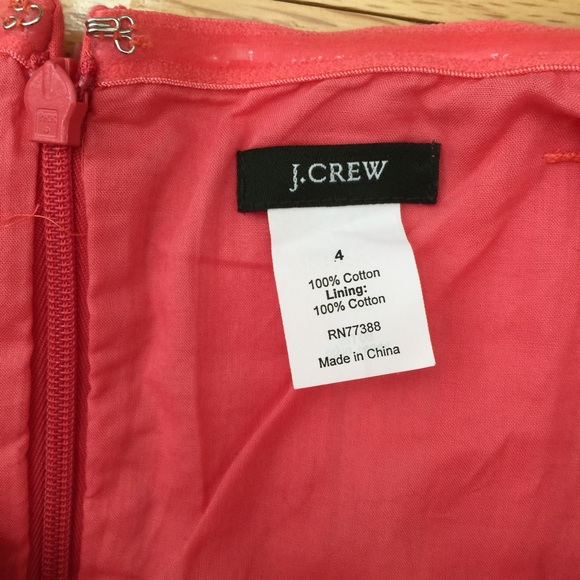 J.CREW
4
100% Cotton
Lining:
100% Cotton
RN77388
Made in China